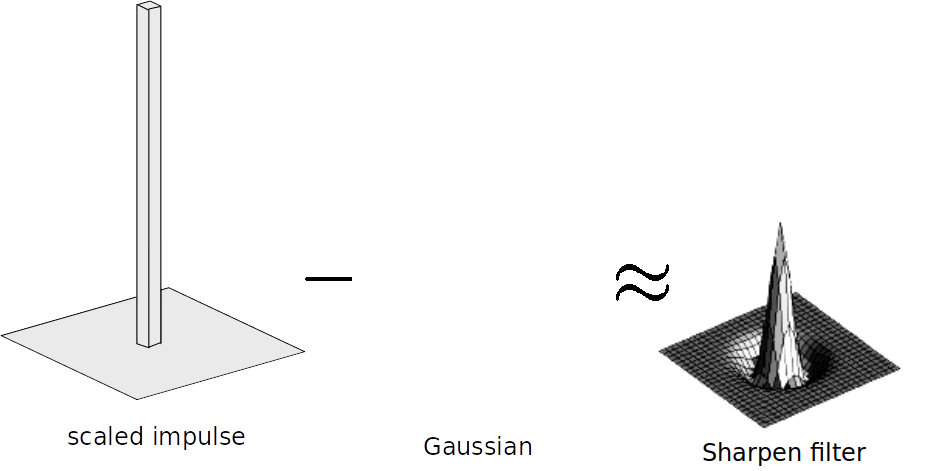 − ≈
scaled impulse
Gaussian
Sharpen filter